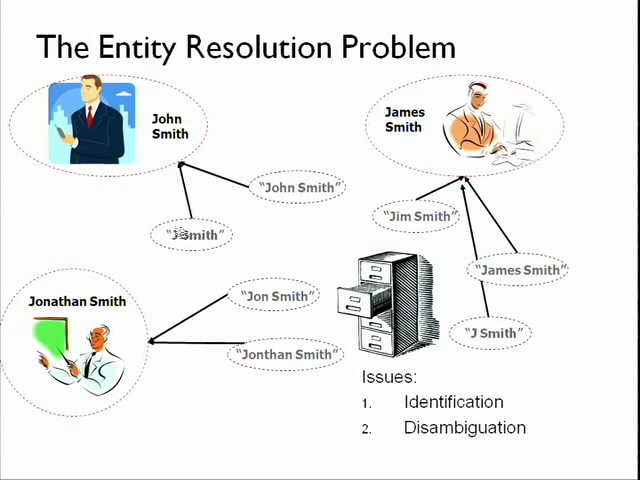 The Entity Resolution Problem
John
Smith
James
Smith
"John Smith"
"Jim Smith"
"J Smith"
"James Smith"
Jonathan Smith
"Jon Smith"
"J Smith"
"Jonthan Smith"
Issues:
1. Identification
2. Disambiguation